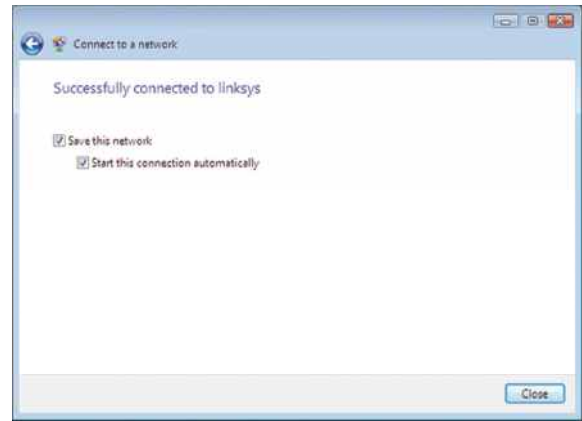 Connect to a network
Successfully connected to linksys
Save this network
Start this connection automatically
Close